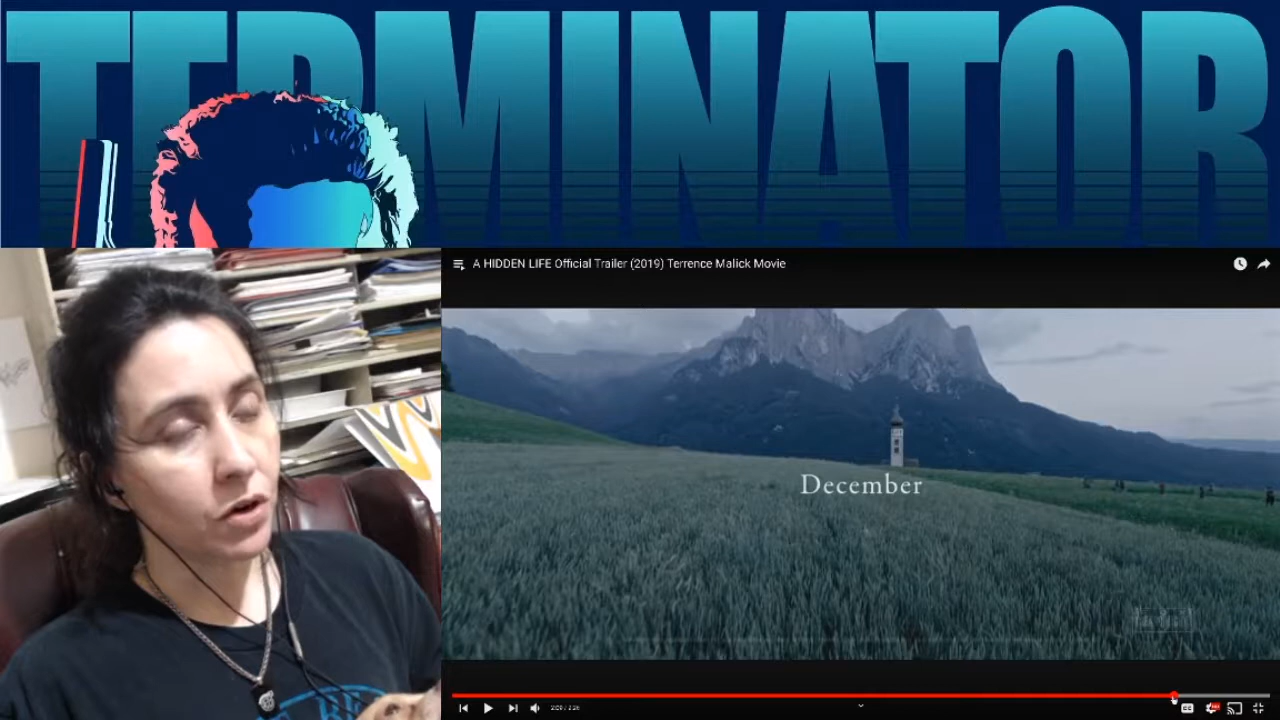 TERMINATOR
A HIDDEN LIFE Official Trailer (2019) Terrence Malick Movie
December